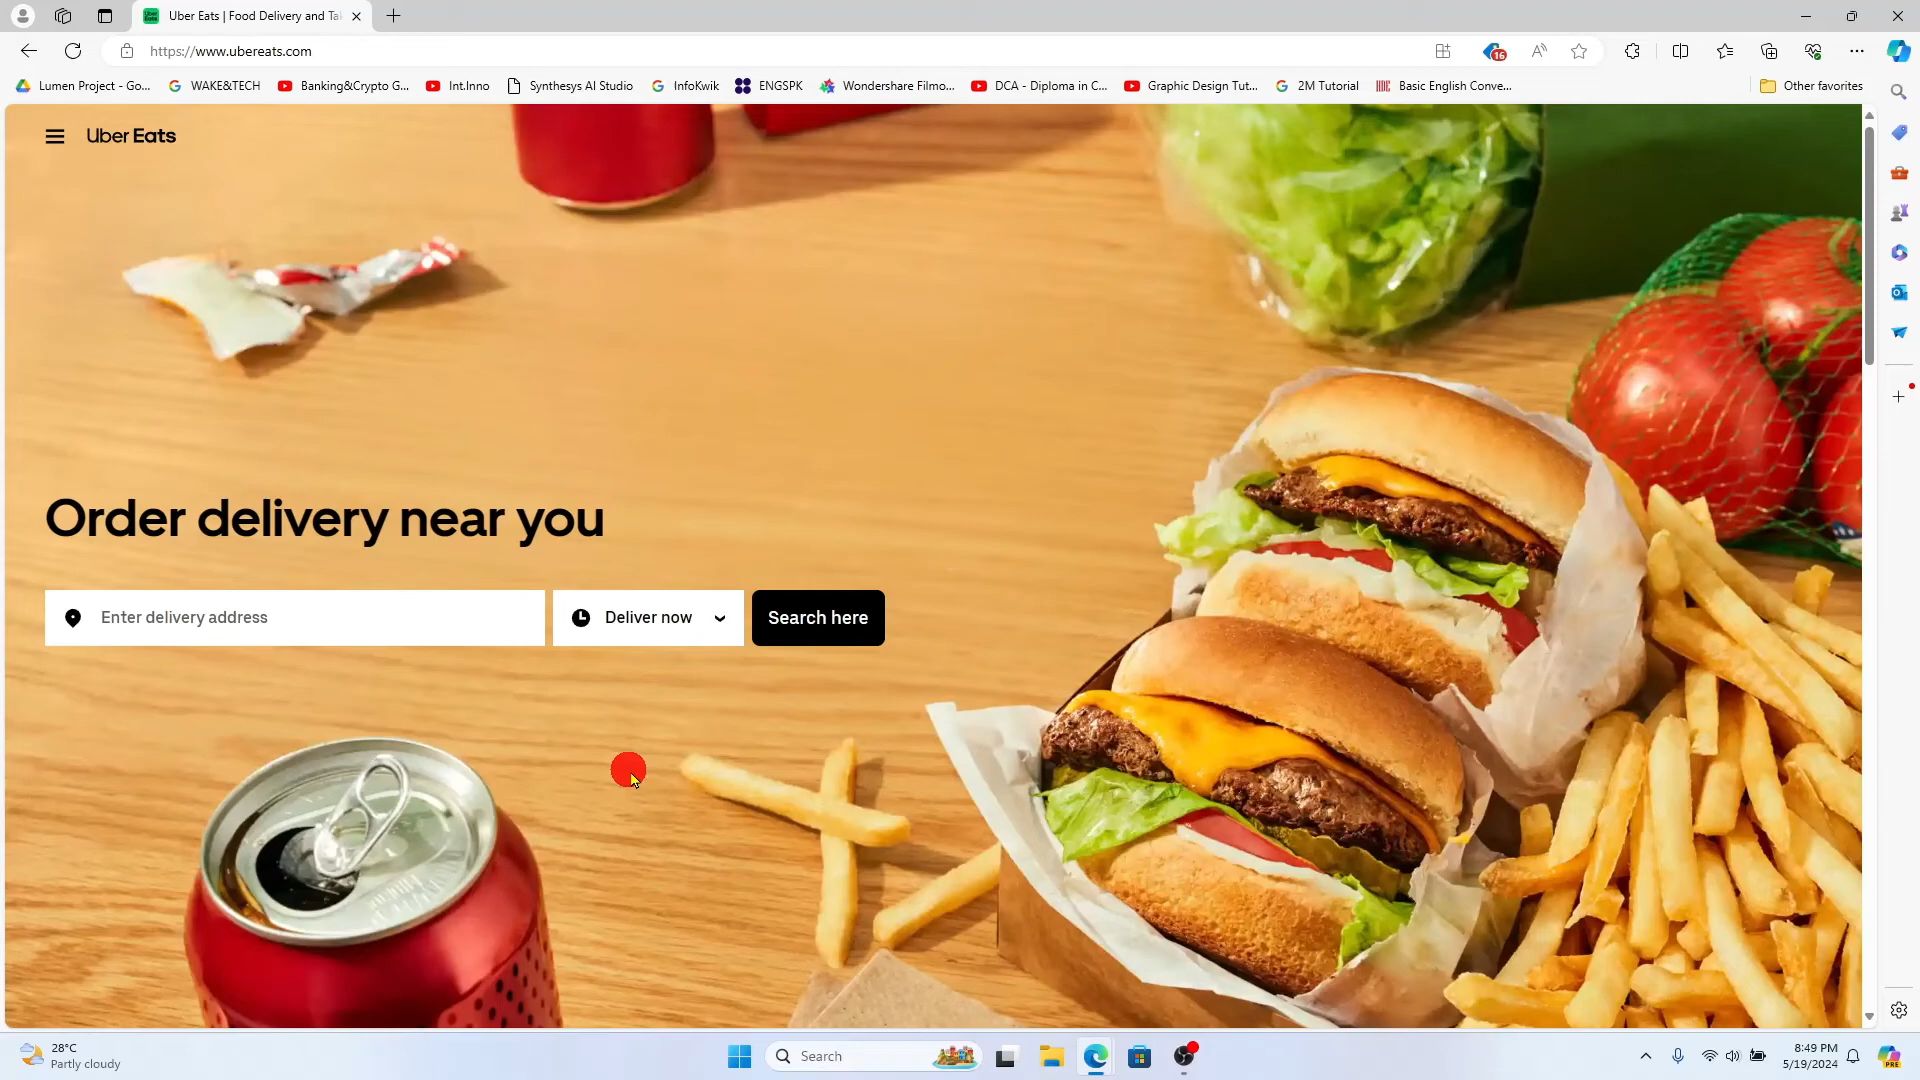 Uber Eats | Food Delivery and Ta
https://www.ubereats.com
16
Lumen Project - Go...
WAKE&TECH
Banking&Crypto G...
Int.Inno
Synthesys AI Studio
InfoKwik
ENGSPK
Wondershare Filmo...
DCA - Diploma in C...
Graphic Design Tut...
2M Tutorial
Basic English Conve...
Other favorites
Uber Eats
Order delivery near you
Enter delivery address
Deliver now
Search here
28°C
Partly cloudy
Search
8:49 PM
5/19/2024
PRE